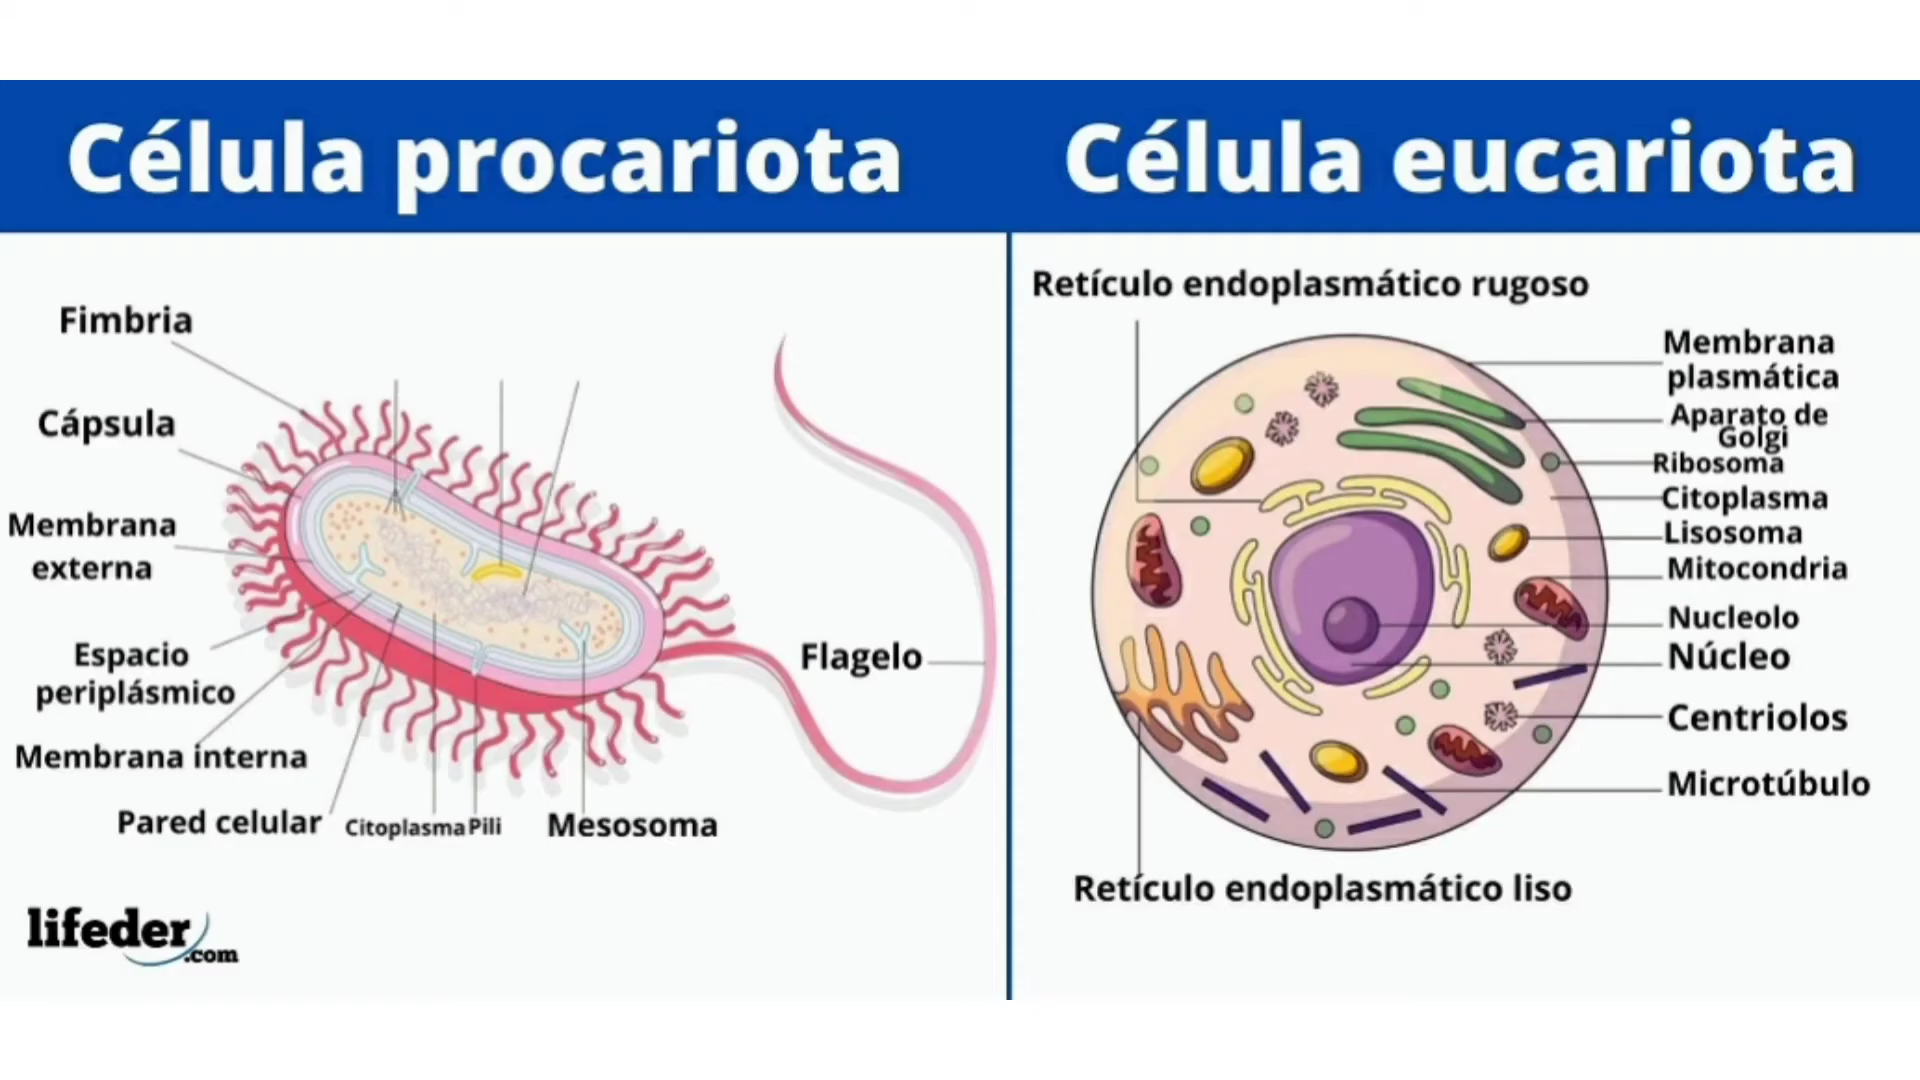 Célula procariota
Célula eucariota
Fimbria
Cápsula
Membrana
externa
Espacio
periplásmico
Membrana interna
Pared celular
Citoplasma
Pili
Mesosoma
Flagelo
lifeder
.com
Retículo endoplasmático rugoso
Membrana
plasmática
Aparato de
Golgi
Ribosoma
Citoplasma
Lisosoma
Mitocondria
Nucleolo
Núcleo
Centriolos
Microtúbulo
Retículo endoplasmático liso